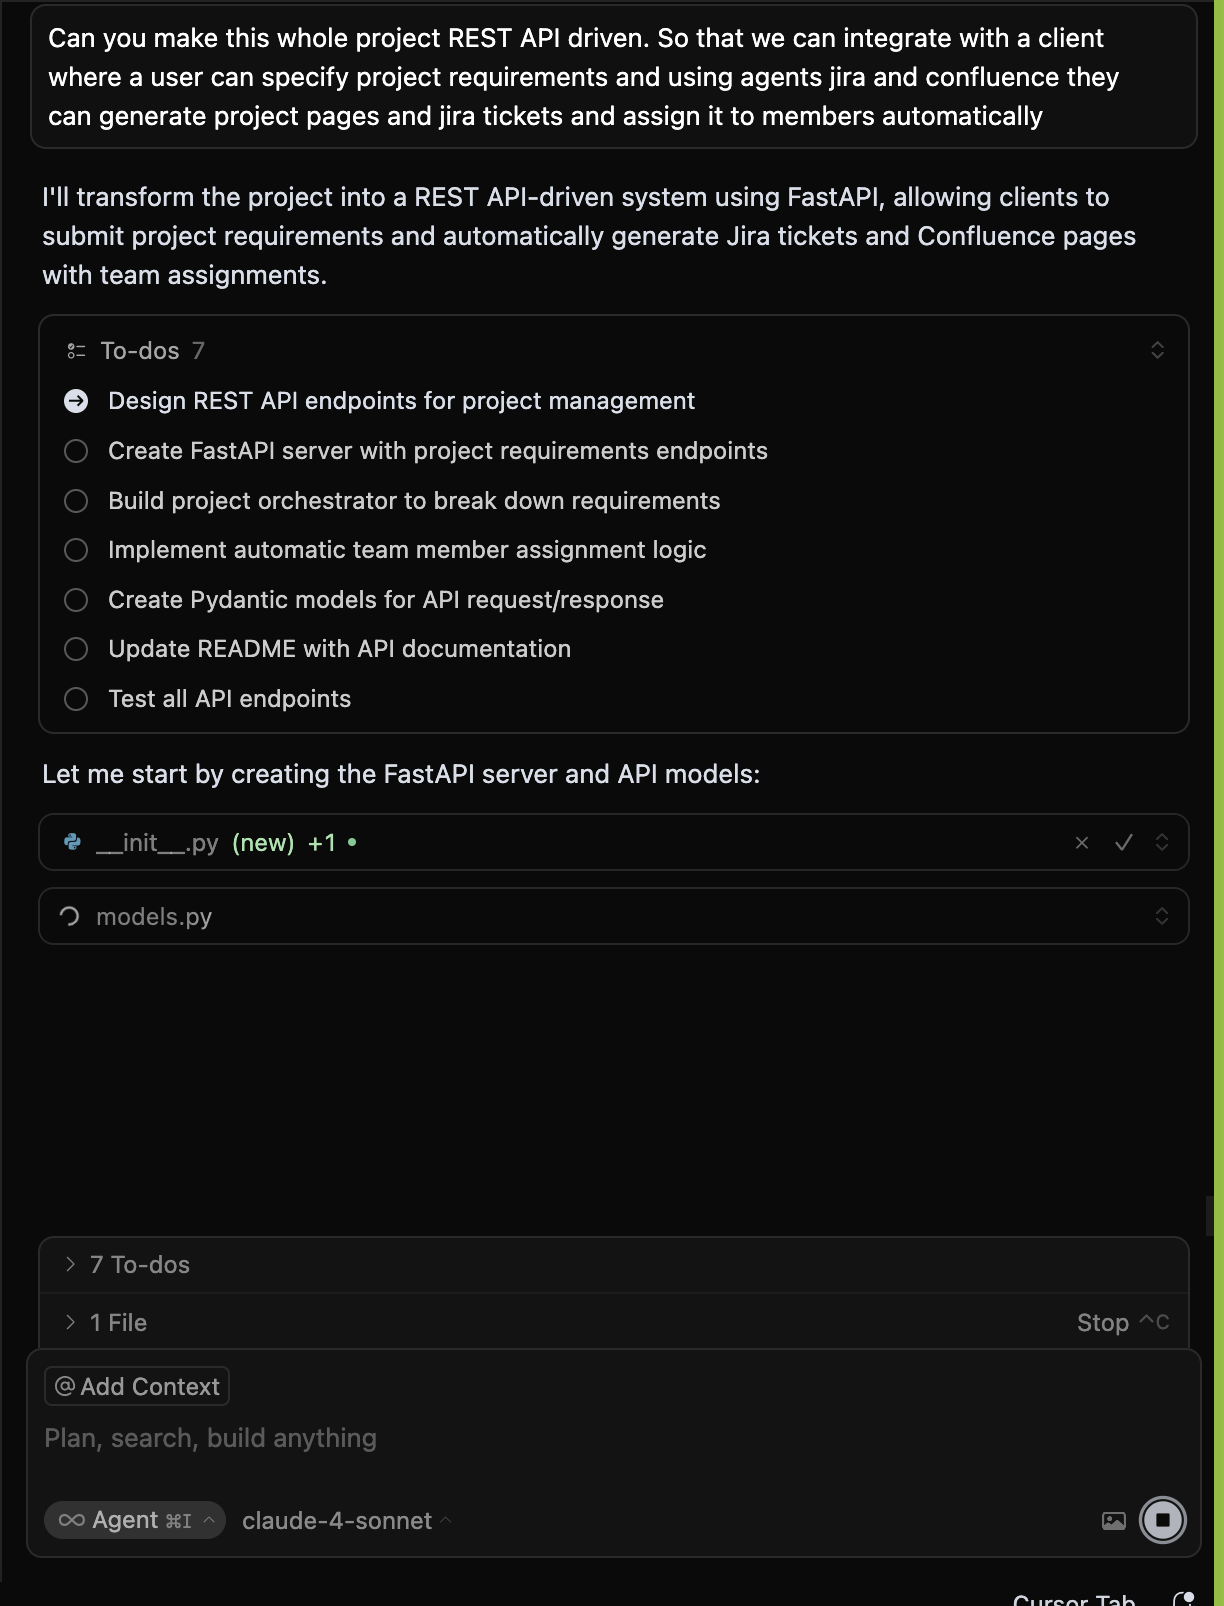 Can you make this whole project REST API driven. So that we can integrate with a client
where a user can specify project requirements and using agents jira and confluence they
can generate project pages and jira tickets and assign it to members automatically
I'll transform the project into a REST API-driven system using FastAPI, allowing clients to
submit project requirements and automatically generate Jira tickets and Confluence pages
with team assignments.
To-dos 7
Design REST API endpoints for project management
Create FastAPI server with project requirements endpoints
Build project orchestrator to break down requirements
Implement automatic team member assignment logic
Create Pydantic models for API request/response
Update README with API documentation
Test all API endpoints
Let me start by creating the FastAPI server and API models:
__init__.py (new) +1
models.py
7 To-dos
1 File Stop ^C
@ Add Context
Plan, search, build anything
Agent ⌘I claude-4-sonnet
Cursor Tab